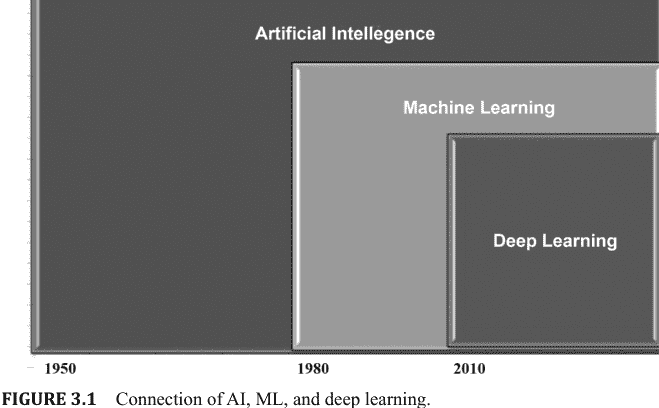 Artificial Intellegence
Machine Learning
Deep Learning
1950 1980 2010
FIGURE 3.1 Connection of AI, ML, and deep learning.